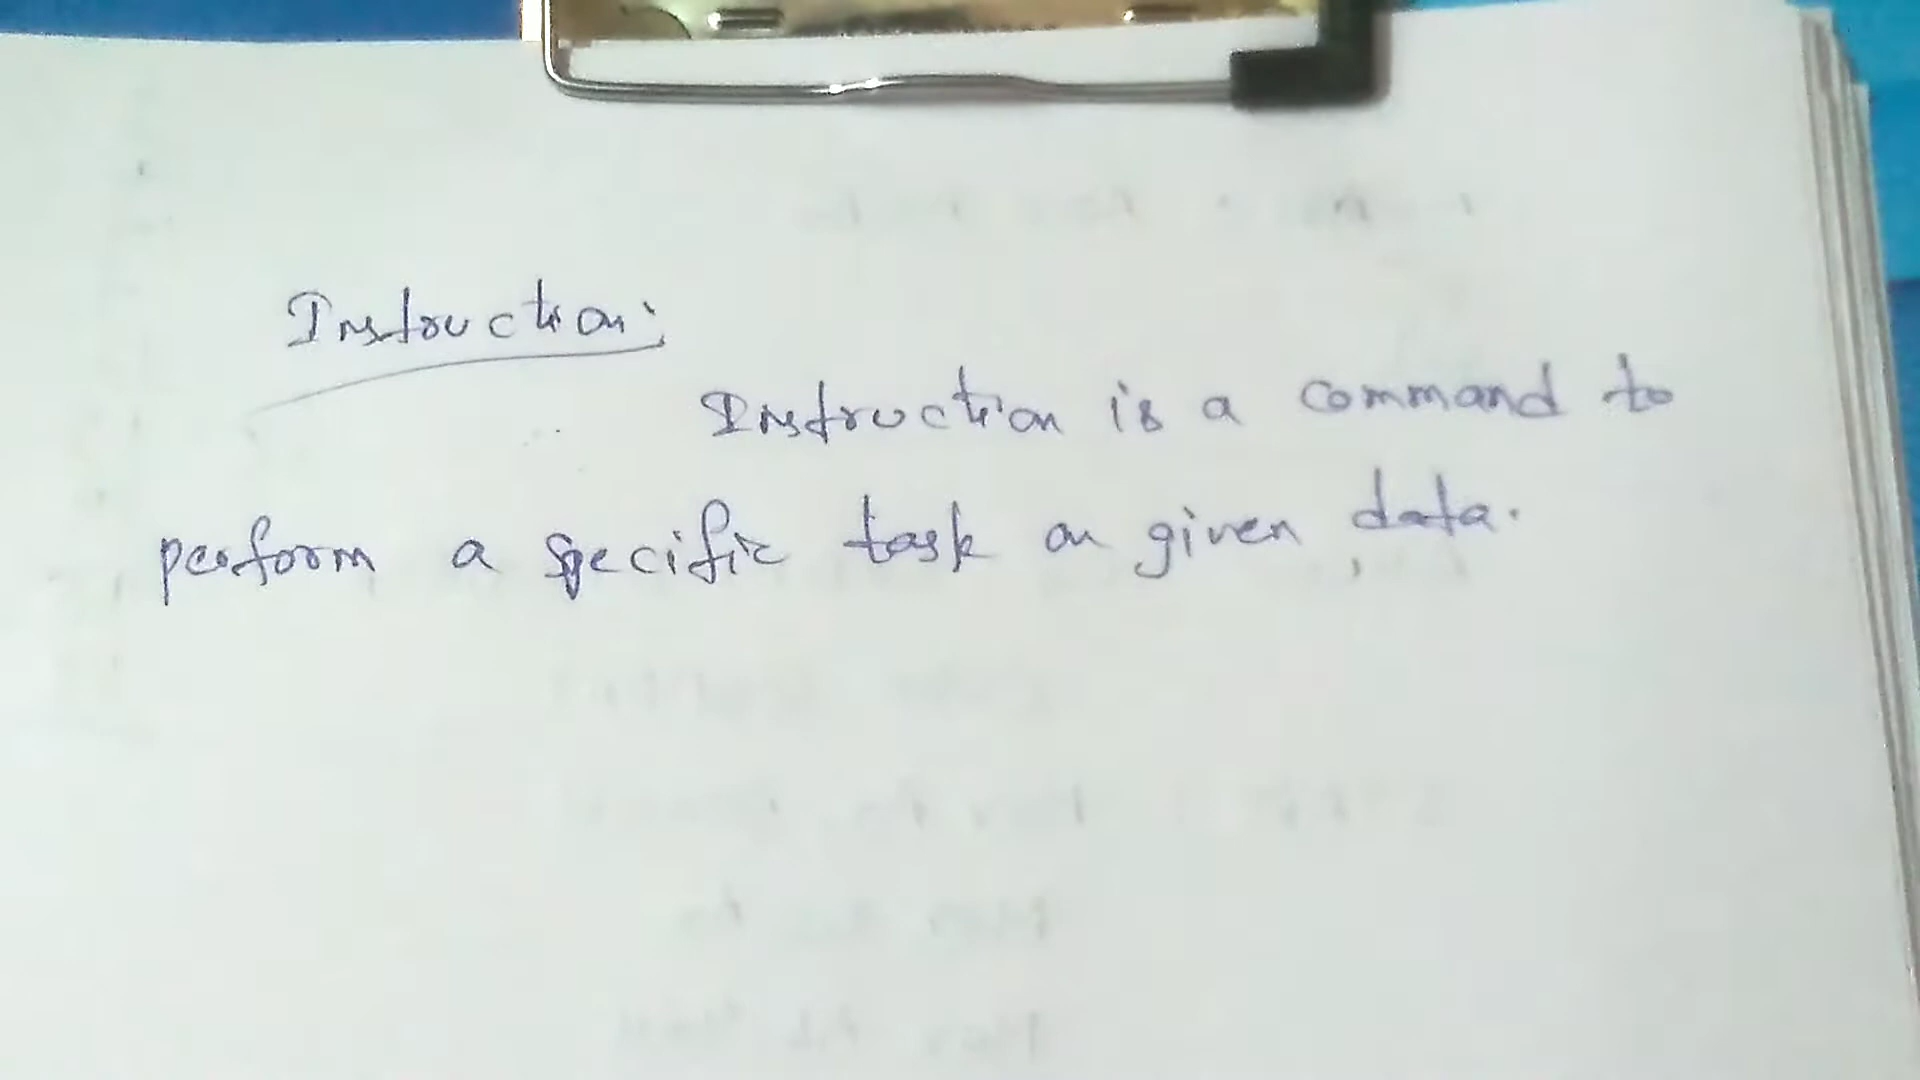 Instruction:
Instruction is a command to
perform a specific task on given data.